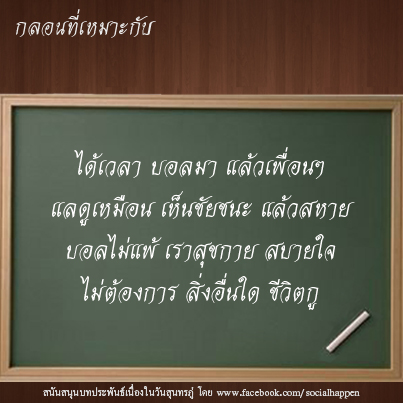 กลอนที่เหมาะกับ
ได้เวลา บอลมา แล้วเพื่อนๆ
แลดูเหมือน เห็นชัยชนะ แล้วสหาย
บอลไม่แพ้ เราสุขกาย สบายใจ
ไม่ต้องการ สิ่งอื่นใด ชีวิตกู
สนับสนุนบทประพันธ์เนื่องในวันสุนทรภู่ โดย www.facebook.com/socialhappen